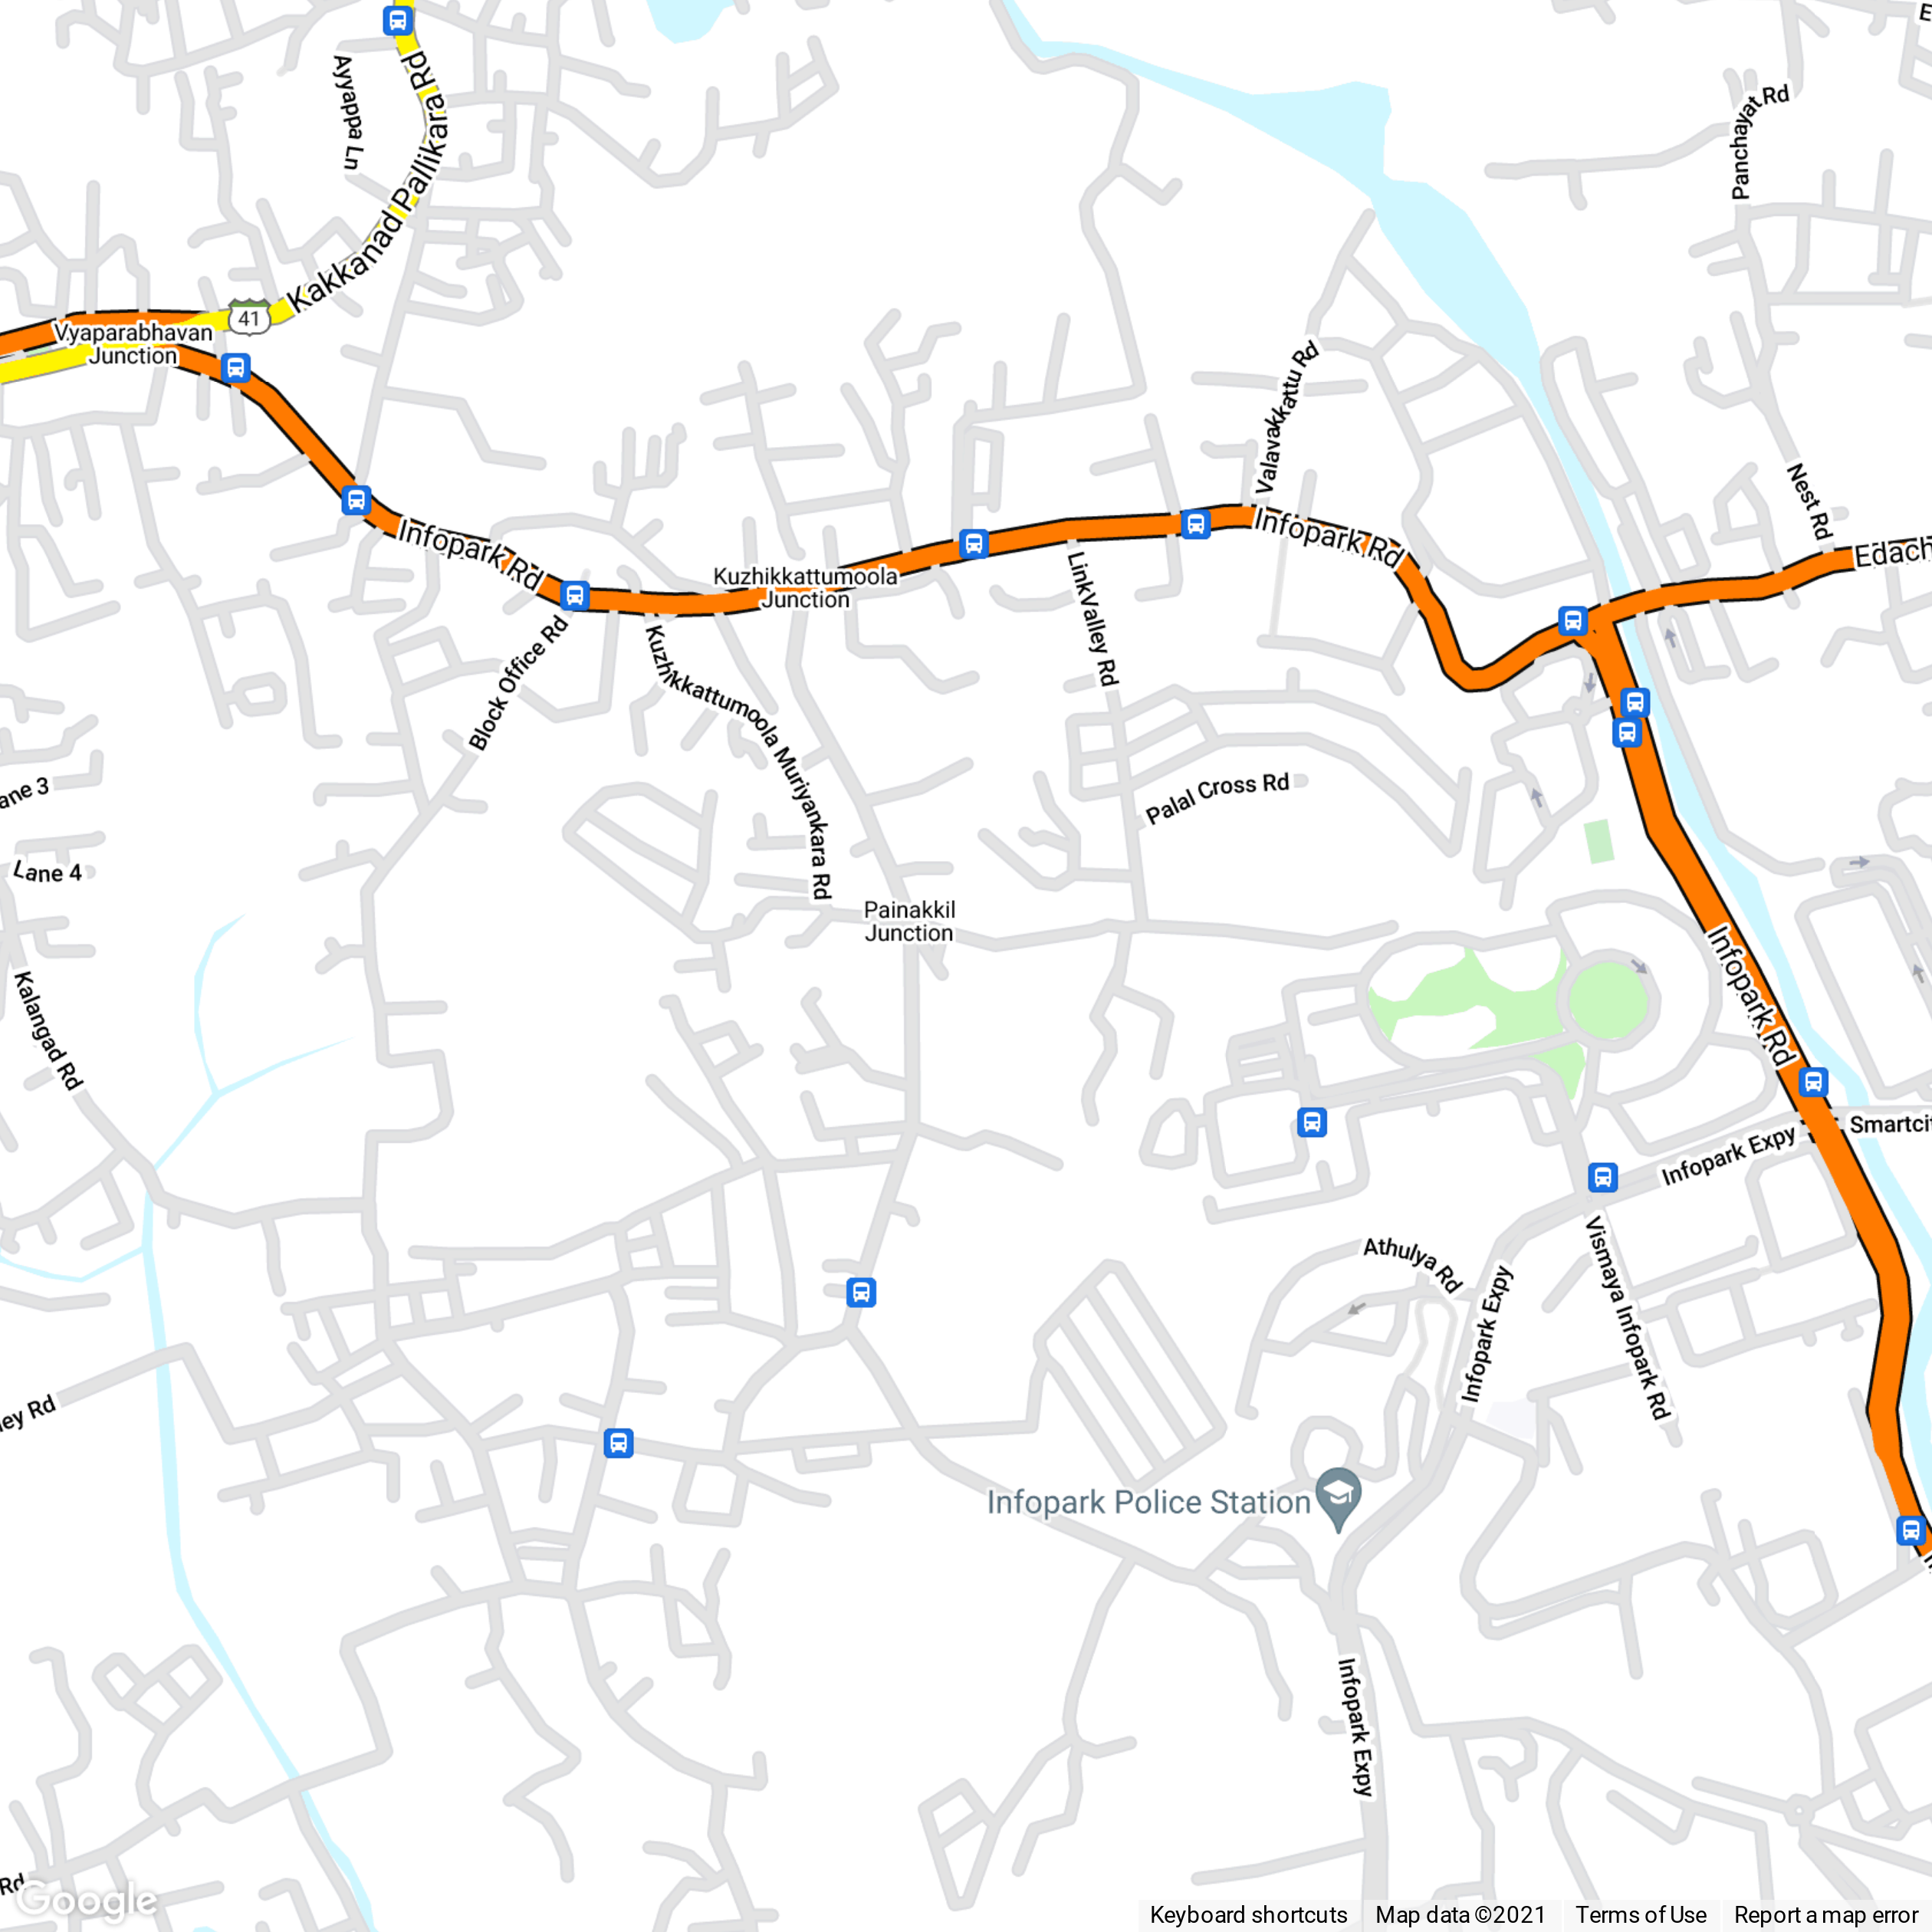 Ayyappa Ln
Kakkanad Pallikara Rd
Panchayat Rd
41
Vyaparabhavan
Junction
Valavakkattu Rd
Infopark Rd
Infopark Rd
Nest Rd
Edach
Kuzhikkattumoola
Junction
LinkValley Rd
Block Office Rd
Kuzhikkattumoola Muriyankara Rd
ane 3
Palal Cross Rd
Lane 4
Painakkil
Junction
Infopark Rd
Kalangad Rd
Smartci
Infopark Expy
Athulya Rd
Infopark Expy
Vismaya Infopark Rd
ley Rd
Infopark Police Station
Infopark Expy
Rd
Google
Keyboard shortcuts
Map data ©2021
Terms of Use
Report a map error